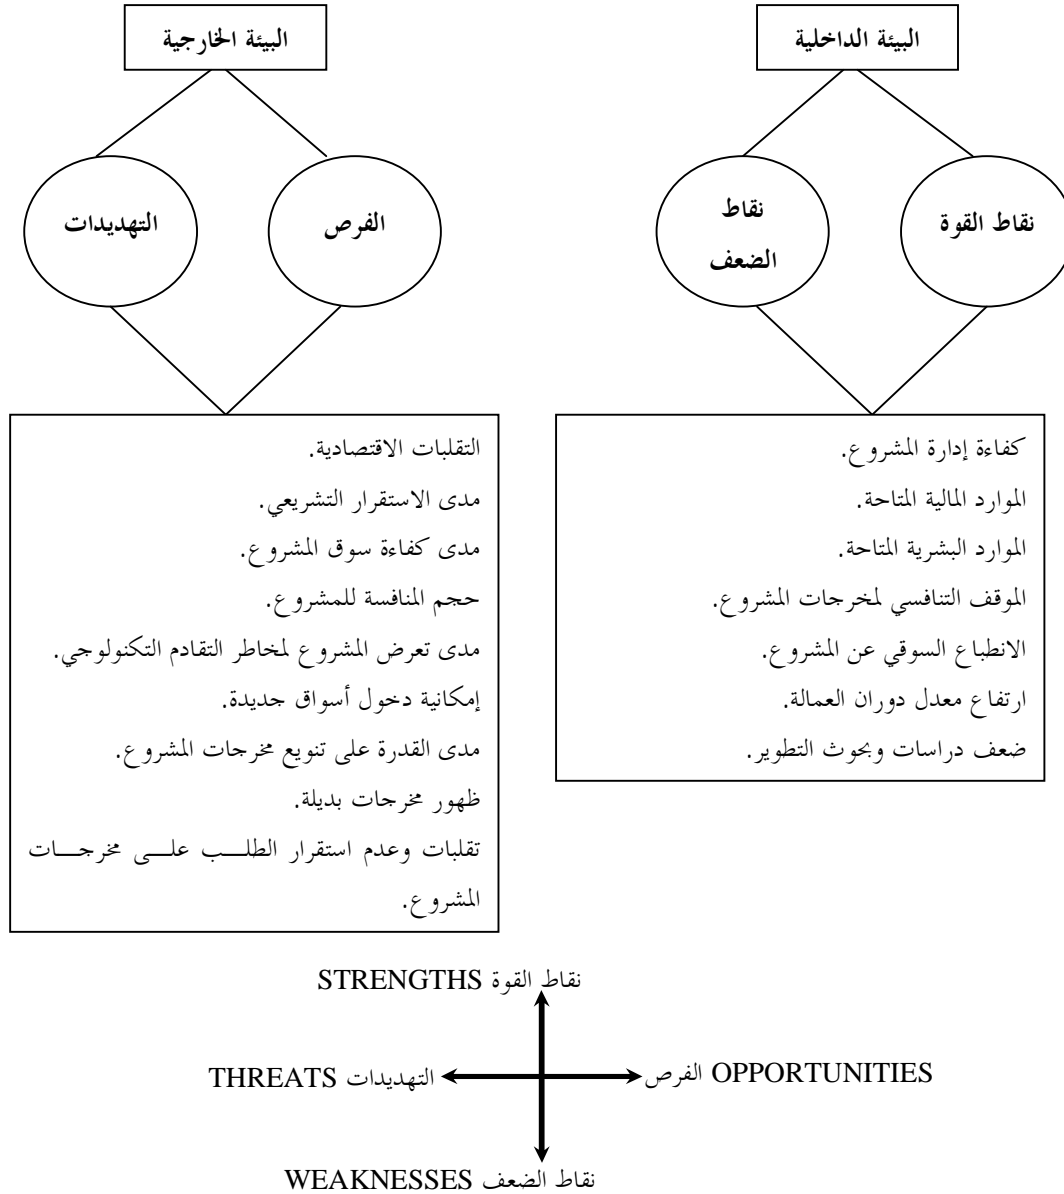 البيئة الداخلية
البيئة الخارجية
نقاط القوة
نقاط
الضعف
الفرص
التهديدات
كفاءة إدارة المشروع.
الموارد المالية المتاحة.
الموارد البشرية المتاحة.
الموقف التنافسي لمخرجات المشروع.
الانطباع السوقي عن المشروع.
ارتفاع معدل دوران العمالة.
ضعف دراسات وبحوث التطوير.
التقلبات الاقتصادية.
مدى الاستقرار التشريعي.
مدى كفاءة سوق المشروع.
حجم المنافسة للمشروع.
مدى تعرض المشروع لمخاطر التقادم التكنولوجي.
إمكانية دخول أسواق جديدة.
مدى القدرة على تنويع مخرجات المشروع.
ظهور مخرجات بديلة.
تقلبات وعدم استقرار الطلـــب علـــى مخرجـــات
المشروع.
نقاط القوة STRENGTHS
OPPORTUNITIES الفرص
التهديدات THREATS
نقاط الضعف WEAKNESSES